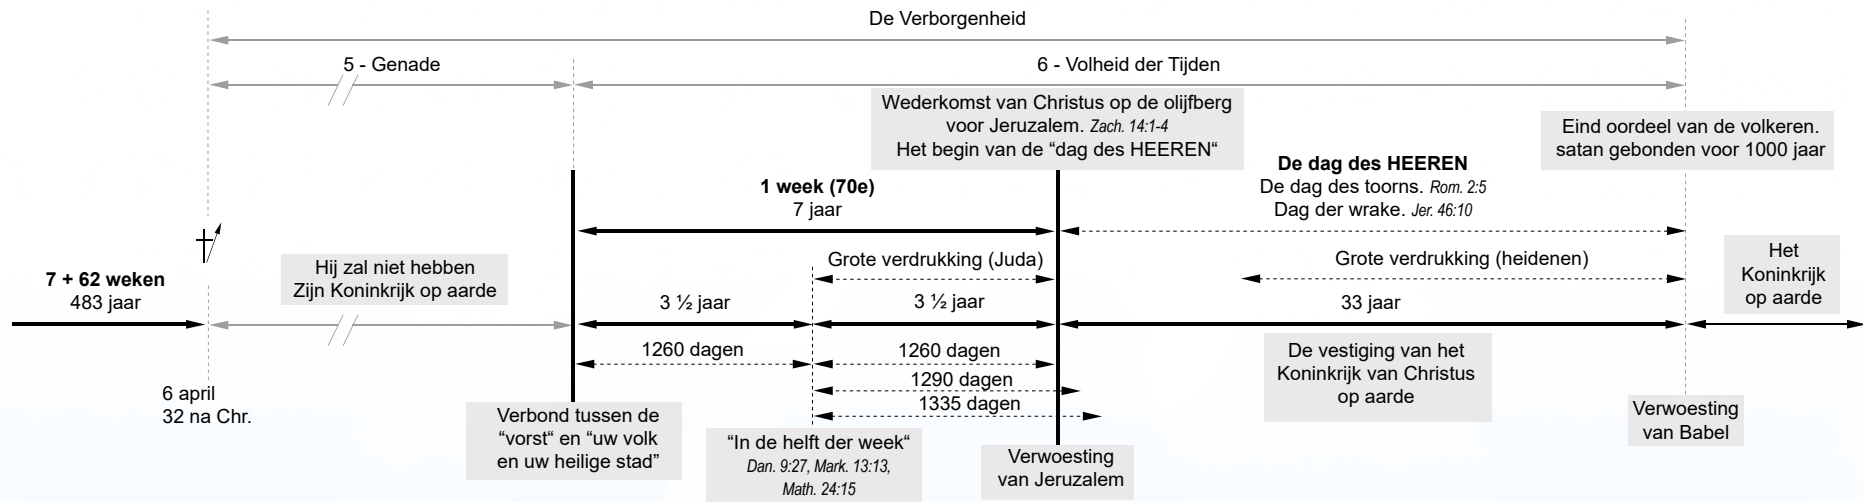 De Verborgenheid
5 - Genade
6 - Volheid der Tijden
Wederkomst van Christus op de olijfberg
voor Jeruzalem. Zach. 14:1-4
Het begin van de “dag des HEEREN“
Eind oordeel van de volkeren.
satan gebonden voor 1000 jaar
1 week (70e)
7 jaar
De dag des HEEREN
De dag des toorns. Rom. 2:5
Dag der wrake. Jer. 46:10
7 + 62 weken
483 jaar
Hij zal niet hebben
Zijn Koninkrijk op aarde
Grote verdrukking (Juda)
Grote verdrukking (heidenen)
Het
Koninkrijk
op aarde
3 ½ jaar
3 ½ jaar
33 jaar
1260 dagen
1260 dagen
1290 dagen
1335 dagen
De vestiging van het
Koninkrijk van Christus
op aarde
6 april
32 na Chr.
Verbond tussen de
“vorst“ en “uw volk
en uw heilige stad”
“In de helft der week“
Dan. 9:27, Mark. 13:13,
Math. 24:15
Verwoesting
van Jeruzalem
Verwoesting
van Babel